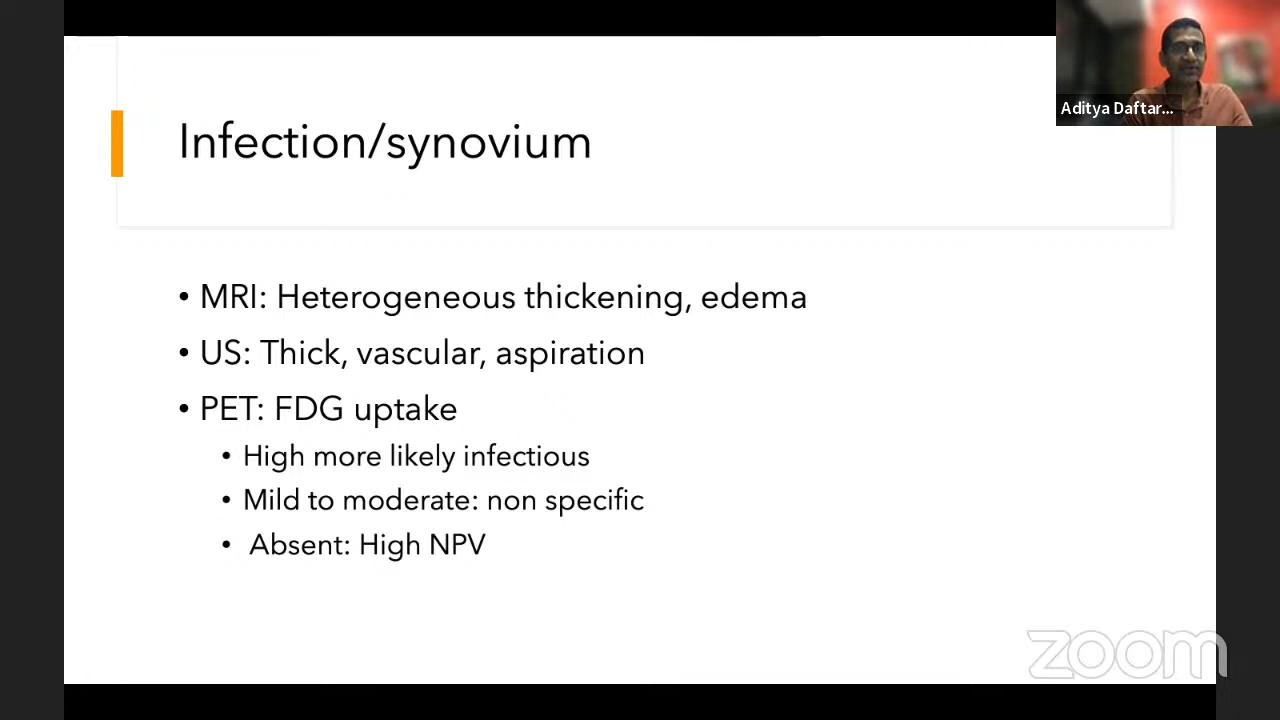 Aditya Daftar...
Infection/synovium
• MRI: Heterogeneous thickening, edema
• US: Thick, vascular, aspiration
• PET: FDG uptake
• High more likely infectious
• Mild to moderate: non specific
• Absent: High NPV
zoom